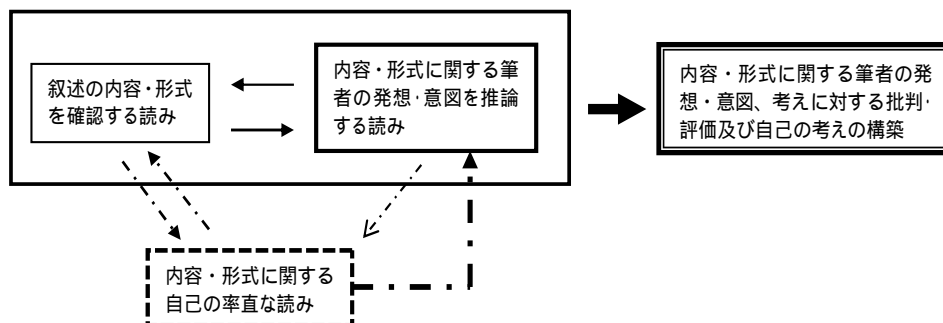 叙述の内容・形式
を確認する読み
内容・形式に関する筆
者の発想・意図を推論
する読み
内容・形式に関する筆者の発
想・意図、考えに対する批判・
評価及び自己の考えの構築
内容・形式に関する
自己の率直な読み